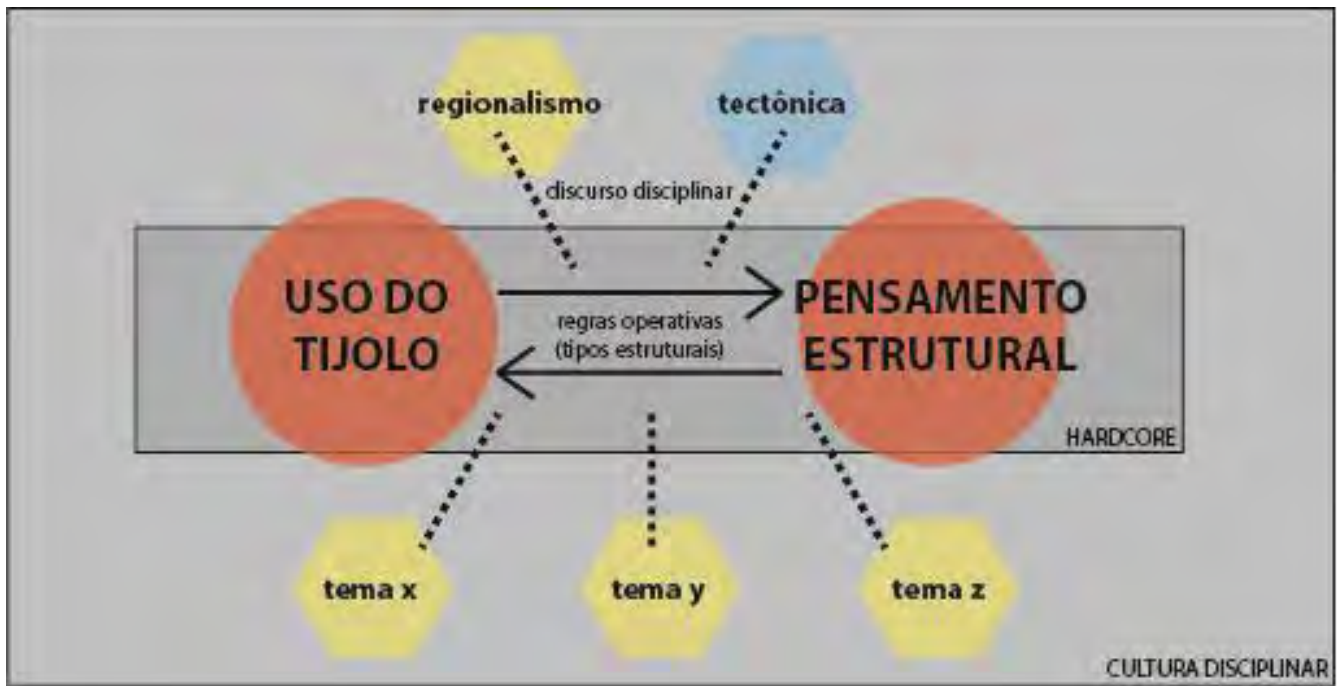 regionalismo
tectônica
discurso disciplinar
USO DO
TIJOLO
regras operativas
(tipos estruturais)
PENSAMENTO
ESTRUTURAL
HARDCORE
tema x
tema y
tema z
CULTURA DISCIPLINAR